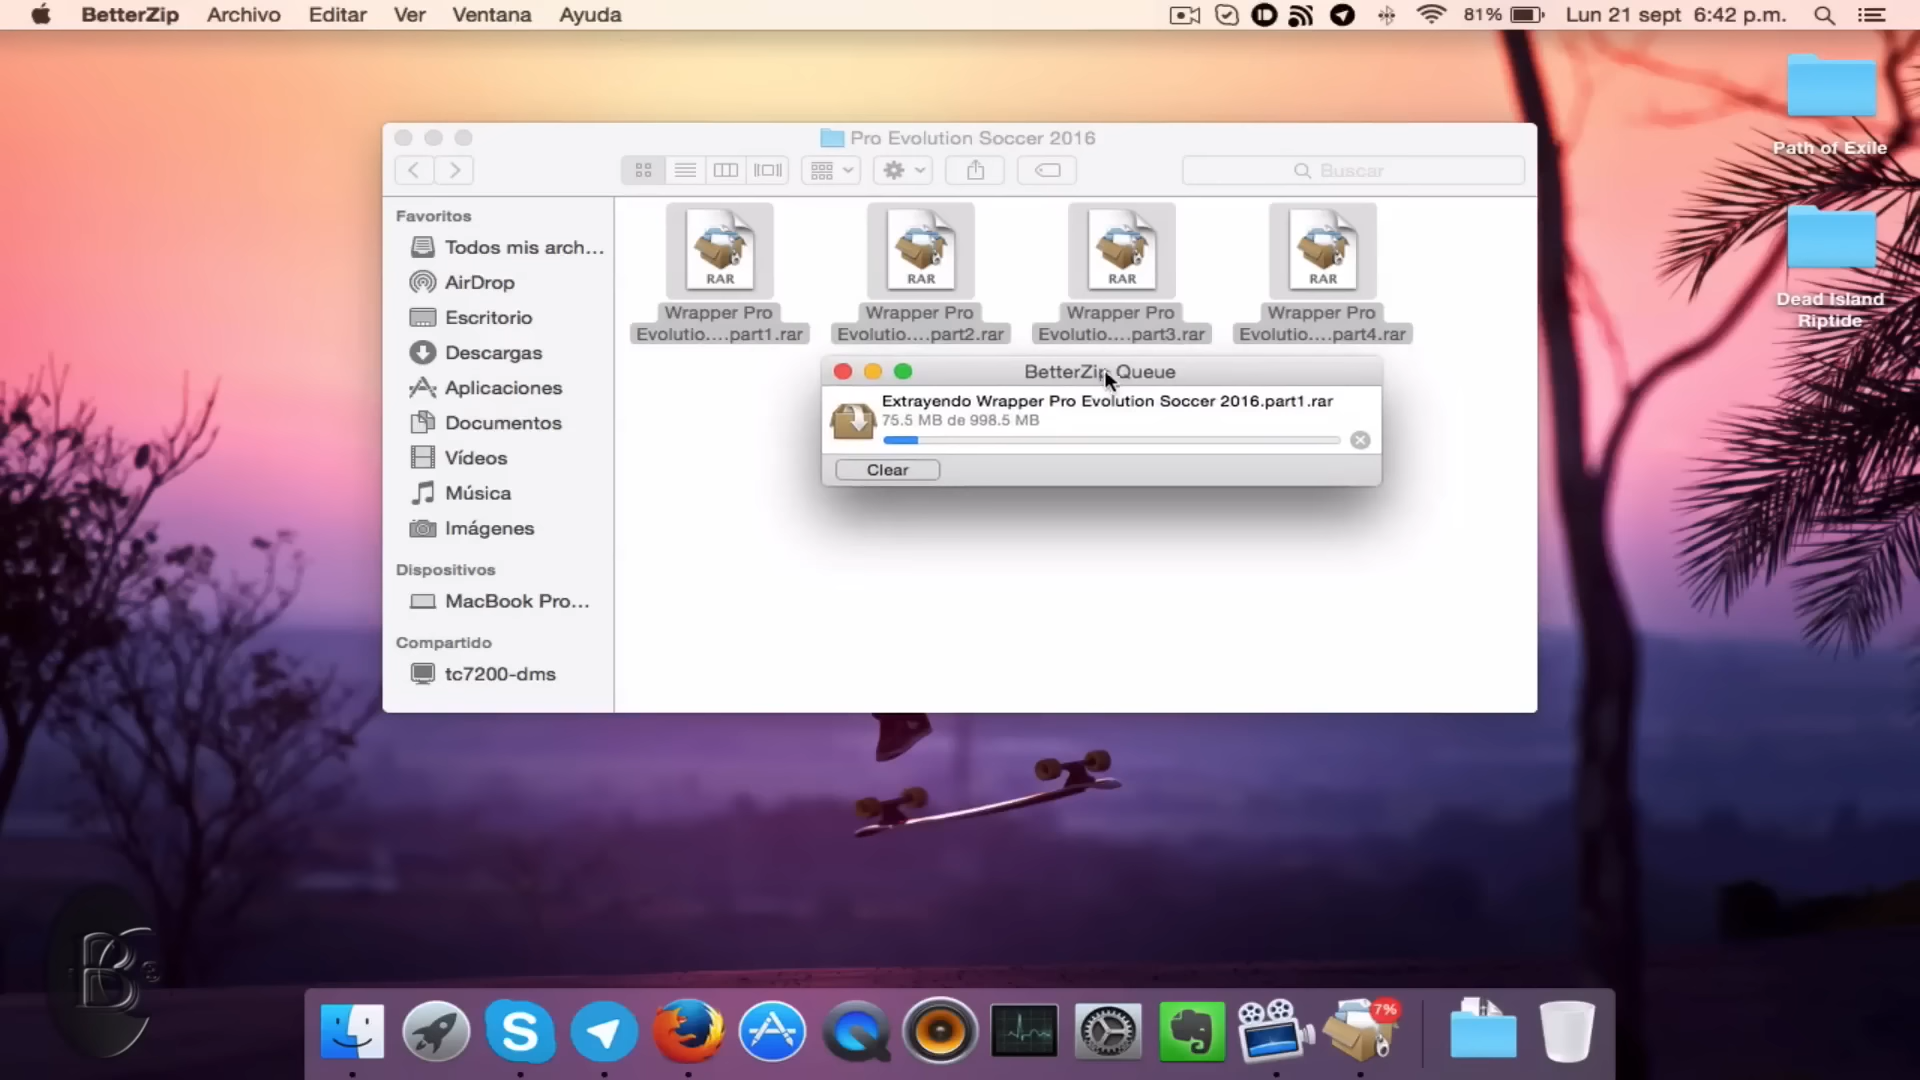 BetterZip Archivo Editar Ver Ventana Ayuda 81% Lun 21 sept 6:42 p.m.
Path of Exile
Dead Island
Riptide
Pro Evolution Soccer 2016
Buscar
Favoritos
Todos mis arch...
AirDrop
Escritorio
Descargas
Aplicaciones
Documentos
Vídeos
Música
Imágenes
Dispositivos
MacBook Pro...
Compartido
tc7200-dms
RAR RAR RAR RAR
Wrapper Pro Wrapper Pro Wrapper Pro Wrapper Pro
Evolutio....part1.rar Evolutio....part2.rar Evolutio....part3.rar Evolutio....part4.rar
BetterZip Queue
Extrayendo Wrapper Pro Evolution Soccer 2016.part1.rar
75.5 MB de 998.5 MB
Clear
7%